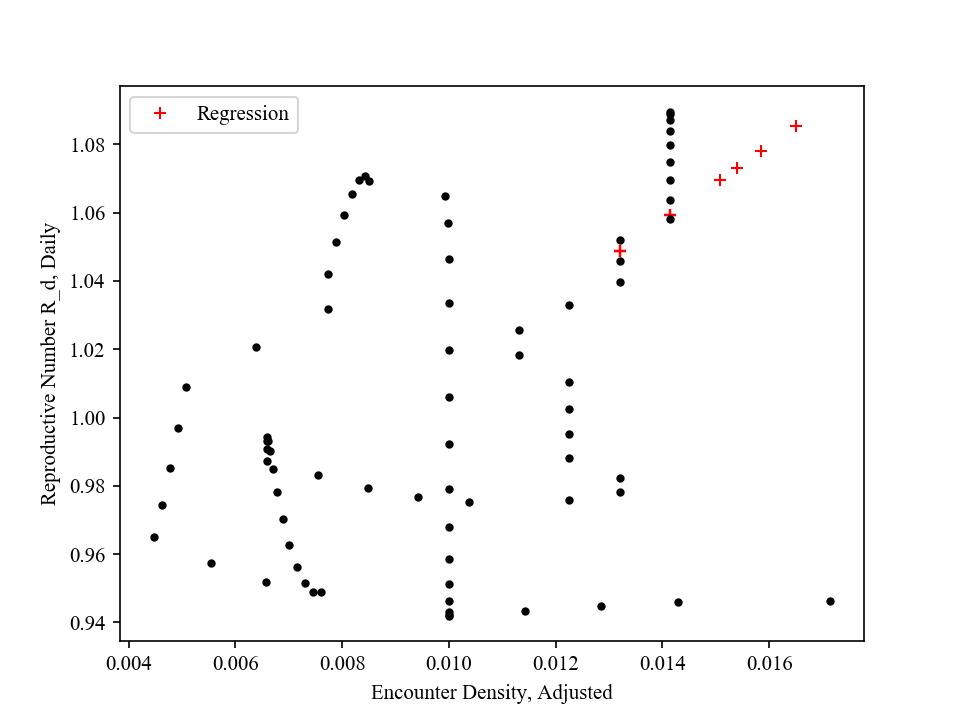 Regression
1.08
1.06
1.04
1.02
1.00
0.98
0.96
0.94
Reproductive Number R_d, Daily
0.004 0.006 0.008 0.010 0.012 0.014 0.016
Encounter Density, Adjusted